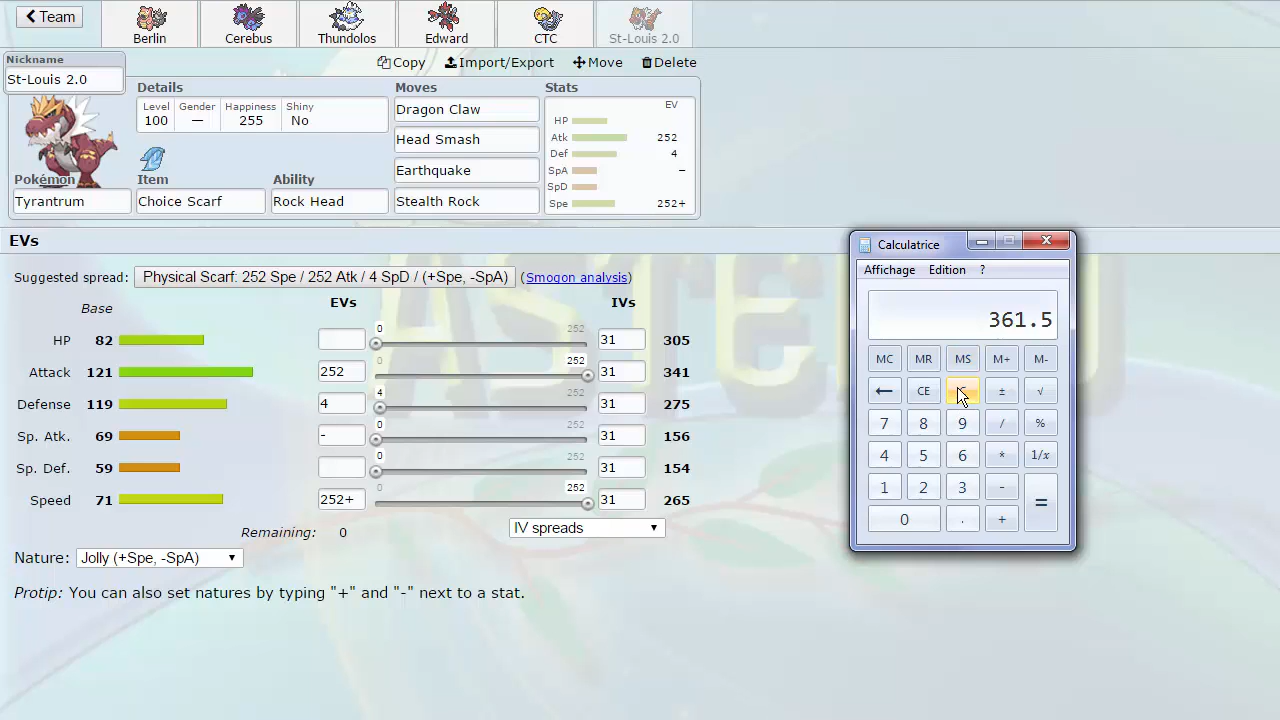 Team
Berlin
Cerebus
Thundolos
Edward
CTC
St-Louis 2.0
Copy
Import/Export
Move
Delete
Nickname
St-Louis 2.0
Details
Level
100
Gender
—
Happiness
255
Shiny
No
Pokémon
Tyrantrum
Item
Choice Scarf
Ability
Rock Head
Moves
Dragon Claw
Head Smash
Earthquake
Stealth Rock
Stats
EV
HP
Atk 252
Def 4
SpA –
SpD
Spe 252+
EVs
Suggested spread: Physical Scarf: 252 Spe / 252 Atk / 4 SpD / (+Spe, -SpA) (Smogon analysis)
Base EVs IVs
HP 82 0 252 31 305
Attack 121 252 0 252 31 341
Defense 119 4 4 252 31 275
Sp. Atk. 69 - 0 252 31 156
Sp. Def. 59 0 252 31 154
Speed 71 252+ 0 252 31 265
Remaining: 0
IV spreads
Nature: Jolly (+Spe, -SpA)
Protip: You can also set natures by typing "+" and "-" next to a stat.
Calculatrice
Affichage Edition ?
361.5
MC MR MS M+ M-
← CE ± √
7 8 9 / %
4 5 6 * 1/x
1 2 3 - =
0 . +